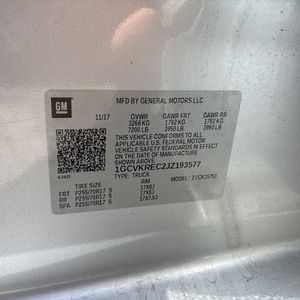 GM
MFD BY GENERAL MOTORS LLC
11/17 GVWR GAWR FRT GAWR RR
3266 KG 1792 KG 1792 KG
7200 LB 3950 LB 3950 LB
THIS VEHICLE CONFORMS TO ALL
APPLICABLE U.S. FEDERAL MOTOR
VEHICLE SAFETY STANDARDS IN EFFECT
ON THE DATE OF MANUFACTURE
SHOWN ABOVE.
1GCVKREC2JZ193577
TYPE: TRUCK
TIRE SIZE RIM
FRT P255/70R17 S 17X8J
RR P255/70R17 S 17X8J
SPA P255/70R17 S 17X7.5J